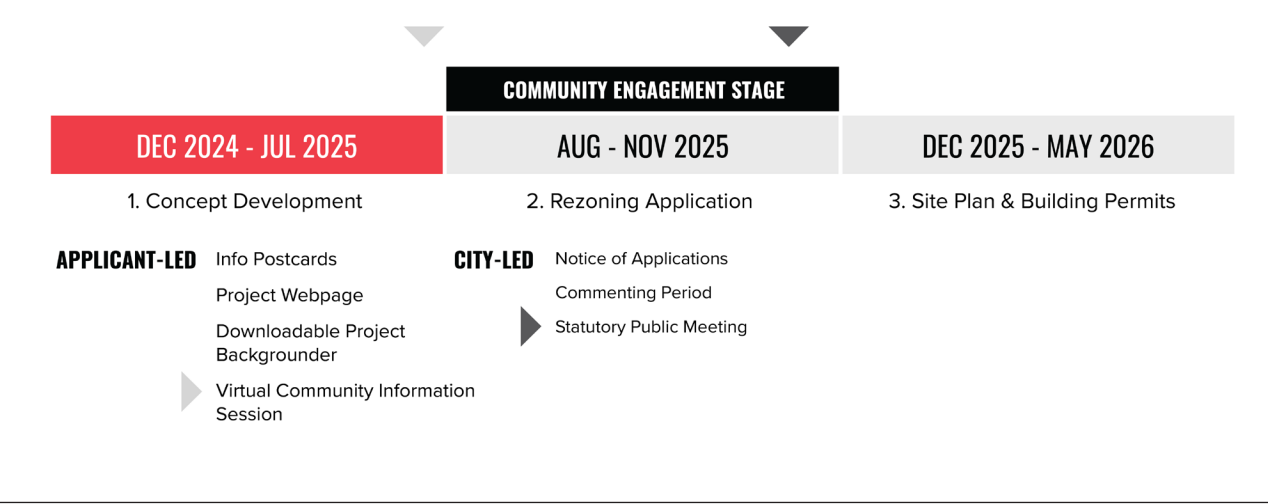 COMMUNITY ENGAGEMENT STAGE
DEC 2024 - JUL 2025
AUG - NOV 2025
DEC 2025 - MAY 2026
1. Concept Development
2. Rezoning Application
3. Site Plan & Building Permits
APPLICANT-LED
Info Postcards
Project Webpage
Downloadable Project
Backgrounder
Virtual Community Information
Session
CITY-LED
Notice of Applications
Commenting Period
Statutory Public Meeting